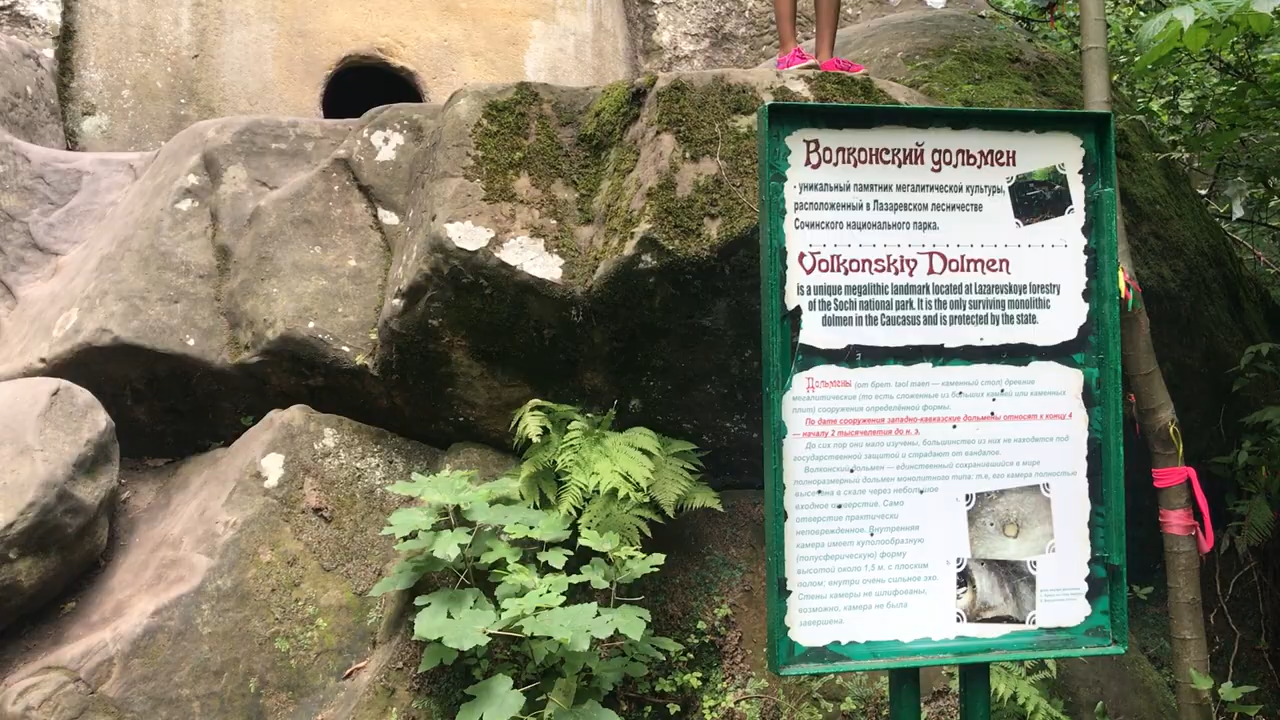 Волконский дольмен
- уникальный памятник мегалитической культуры,
расположенный в Лазаревском лесничестве
Сочинского национального парка.
Volkonskiy Dolmen
is a unique megalithic landmark located at Lazarevskoye forestry
of the Sochi national park. It is the only surviving monolithic
dolmen in the Caucasus and is protected by the state.
Дольмены (от брет. taol maen — каменный стол) древние
мегалитические (то есть сложенные из больших камней или каменных
плит) сооружения определённой формы.
По дате сооружения западно-кавказские дольмены относят к концу 4
— началу 2 тысячелетия до н. э.
До сих пор они мало изучены, большинство из них не находятся под
государственной защитой и страдают от вандалов.
Волконский дольмен — единственный сохранившийся в мире
полноразмерный дольмен монолитного типа: т.е, его камера полностью
высечена в скале через небольшое
входное отверстие. Само
отверстие практически
неповрежденное. Внутренняя
камера имеет куполообразную
(полусферическую) форму
высотой около 1,5 м. с плоским
полом; внутри очень сильное эхо.
Стены камеры не шлифованы,
возможно, камера не была
завершена.